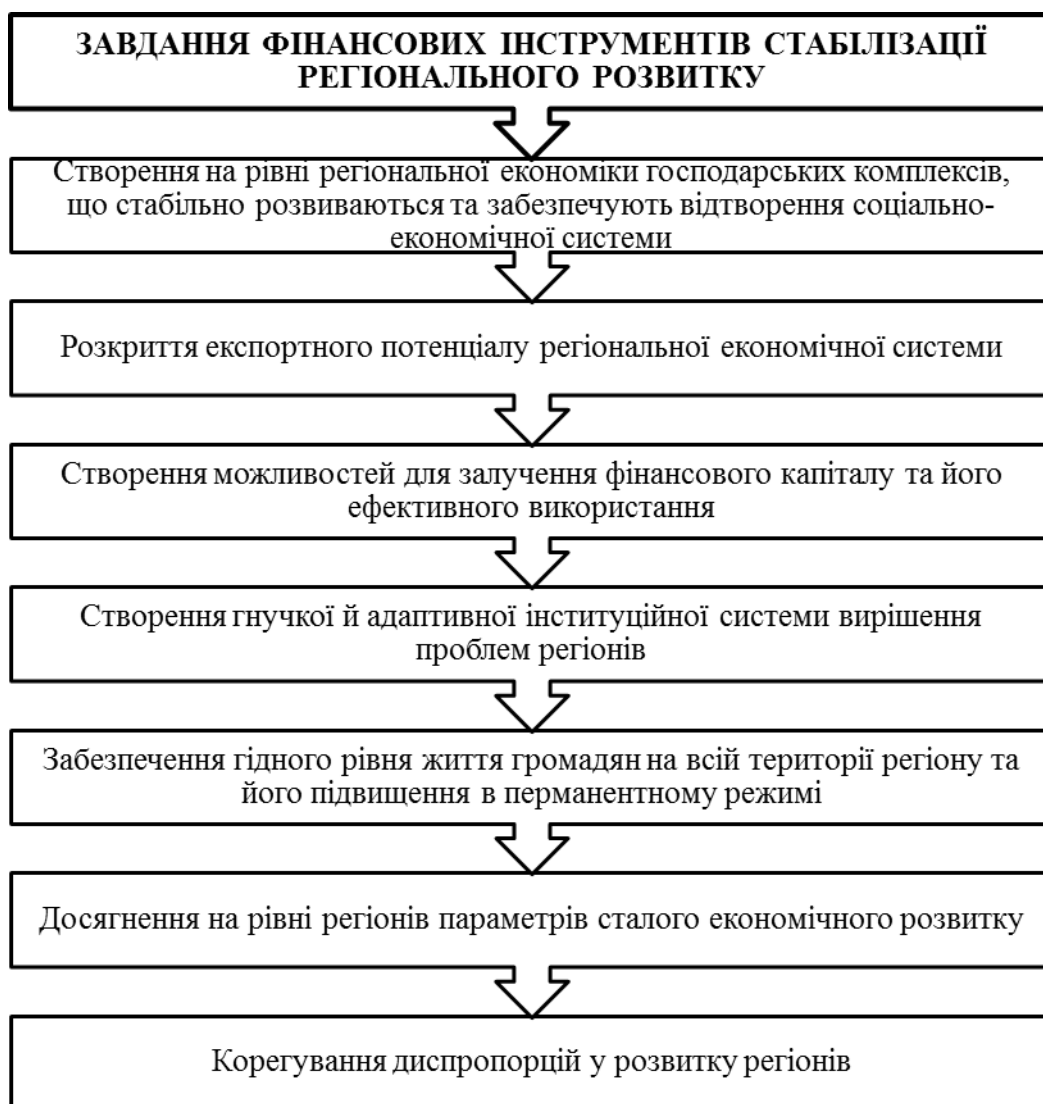 ЗАВДАННЯ ФІНАНСОВИХ ІНСТРУМЕНТІВ СТАБІЛІЗАЦІЇ
РЕГІОНАЛЬНОГО РОЗВИТКУ
Створення на рівні регіональної економіки господарських комплексів,
що стабільно розвиваються та забезпечують відтворення соціально-
економічної системи
Розкриття експортного потенціалу регіональної економічної системи
Створення можливостей для залучення фінансового капіталу та його
ефективного використання
Створення гнучкої й адаптивної інституційної системи вирішення
проблем регіонів
Забезпечення гідного рівня життя громадян на всій території регіону та
його підвищення в перманентному режимі
Досягнення на рівні регіонів параметрів сталого економічного розвитку
Корегування диспропорцій у розвитку регіонів